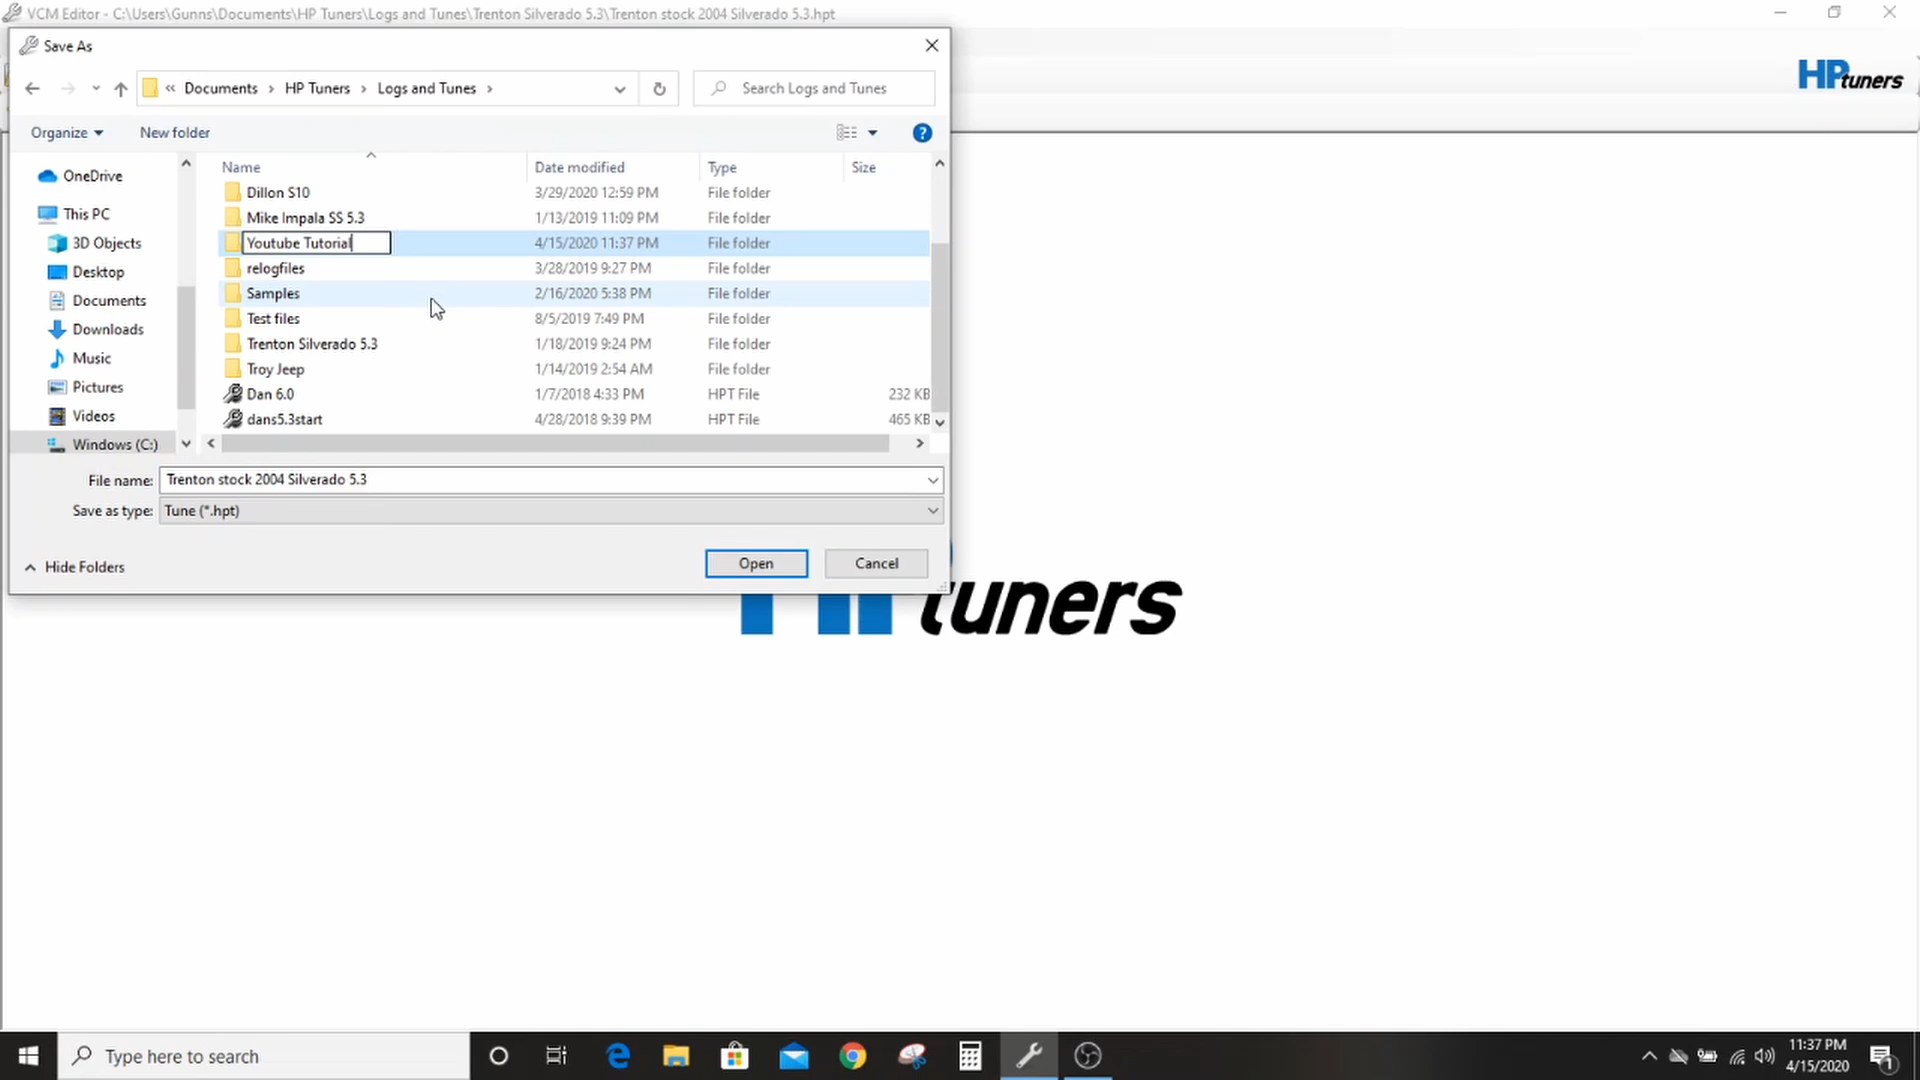 VCM Editor - C:\Users\Gunns\Documents\HP Tuners\Logs and Tunes\Trenton Silverado 5.3\Trenton stock 2004 Silverado 5.3.hpt
Save As
HPtuners
« Documents › HP Tuners › Logs and Tunes ›
Search Logs and Tunes
Organize
New folder
Name Date modified Type Size
OneDrive
This PC
3D Objects
Desktop
Documents
Downloads
Music
Pictures
Videos
Windows (C:)
Dillon S10 3/29/2020 12:59 PM File folder
Mike Impala SS 5.3 1/13/2019 11:09 PM File folder
Youtube Tutorial 4/15/2020 11:37 PM File folder
relogfiles 3/28/2019 9:27 PM File folder
Samples 2/16/2020 5:38 PM File folder
Test files 8/5/2019 7:49 PM File folder
Trenton Silverado 5.3 1/18/2019 9:24 PM File folder
Troy Jeep 1/14/2019 2:54 AM File folder
Dan 6.0 1/7/2018 4:33 PM HPT File 232 KB
dans5.3start 4/28/2018 9:39 PM HPT File 465 KB
File name: Trenton stock 2004 Silverado 5.3
Save as type: Tune (*.hpt)
Hide Folders
Open
Cancel
tuners
Type here to search
11:37 PM
4/15/2020
1